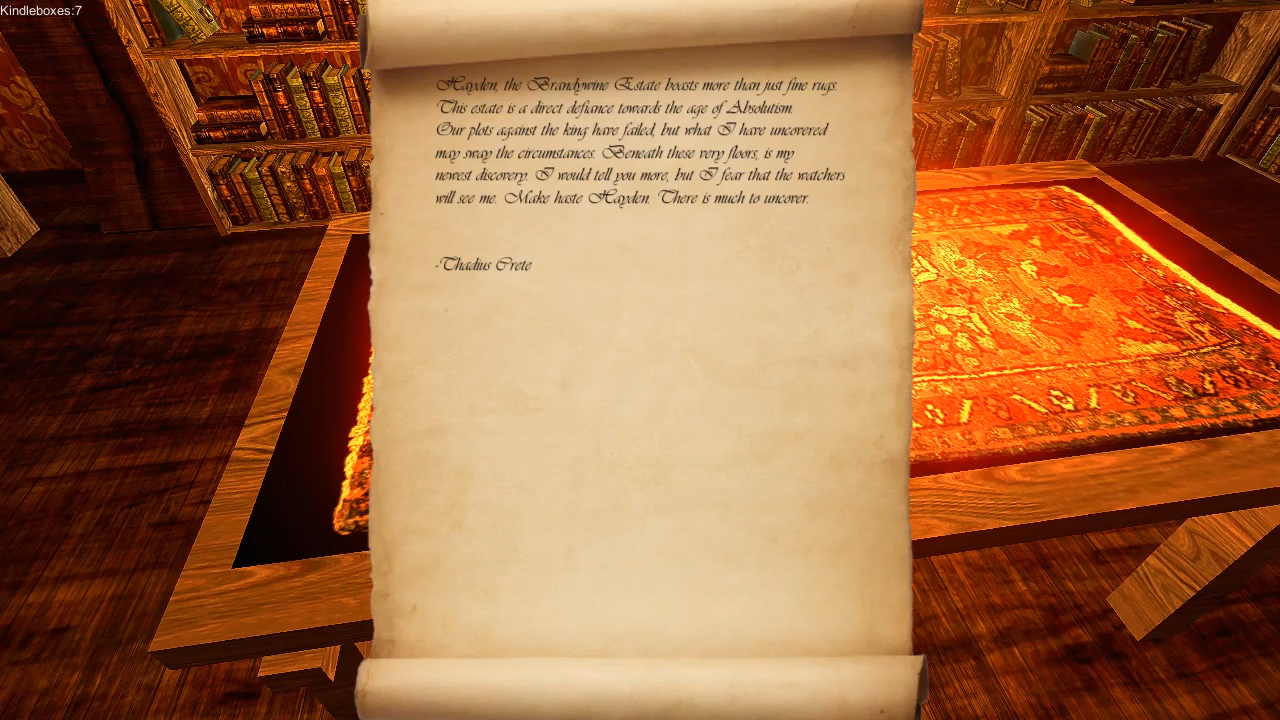 Kindleboxes:7
Hayden, the Brandywine Estate boasts more than just fine rugs.
This estate is a direct defiance towards the age of Absolutism.
Our plots against the king have failed, but what I have uncovered
may sway the circumstances. Beneath these very floors, is my
newest discovery. I would tell you more, but I fear that the watchers
will see me. Make haste Hayden. There is much to uncover.
-Thadius Crete